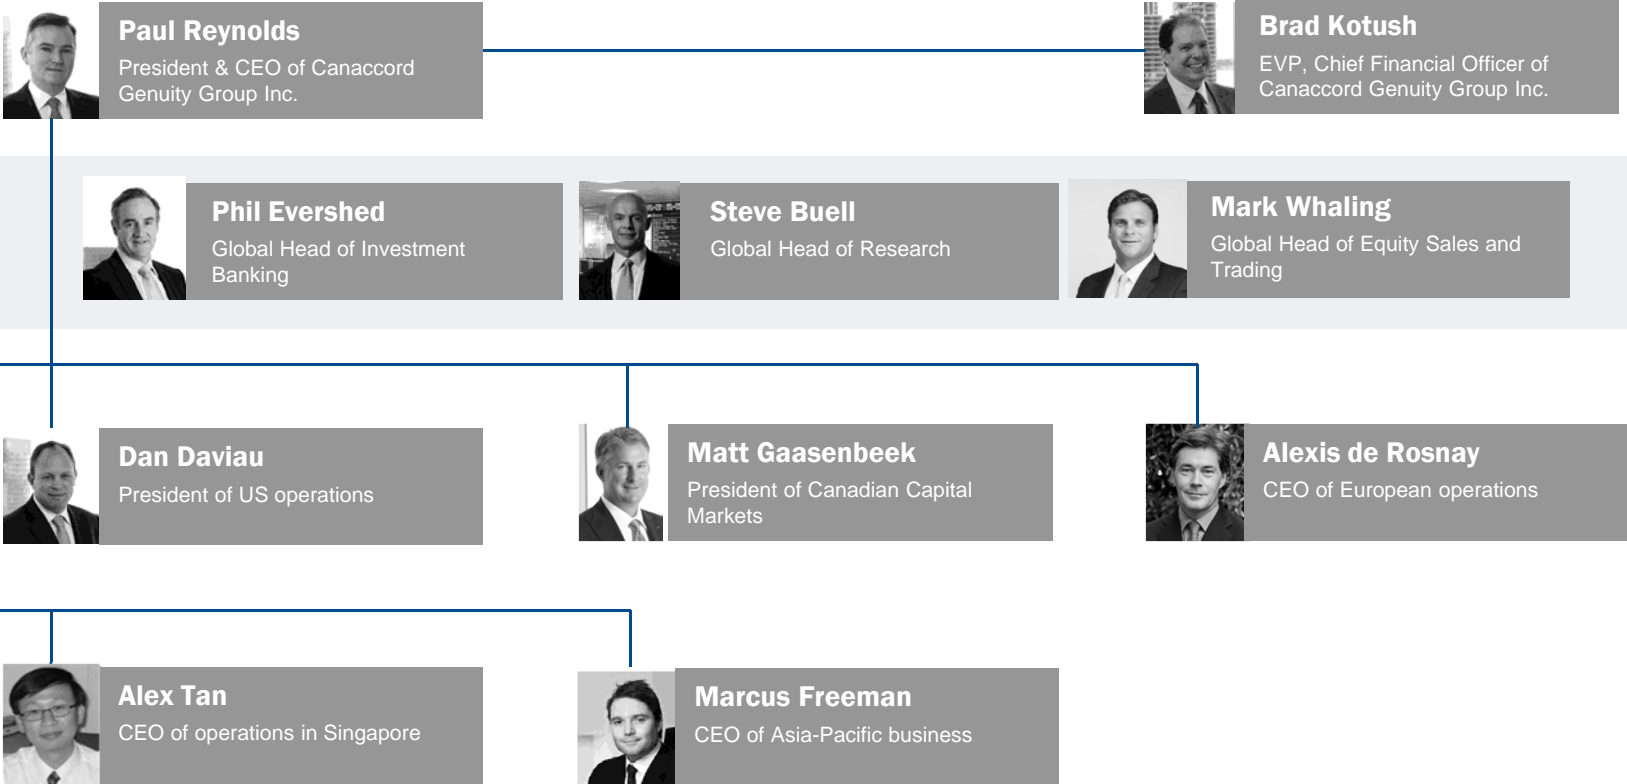 Paul Reynolds
President & CEO of Canaccord
Genuity Group Inc.
Brad Kotush
EVP, Chief Financial Officer of
Canaccord Genuity Group Inc.
Phil Evershed
Global Head of Investment
Banking
Steve Buell
Global Head of Research
Mark Whaling
Global Head of Equity Sales and
Trading
Dan Daviau
President of US operations
Matt Gaasenbeek
President of Canadian Capital
Markets
Alexis de Rosnay
CEO of European operations
Alex Tan
CEO of operations in Singapore
Marcus Freeman
CEO of Asia-Pacific business